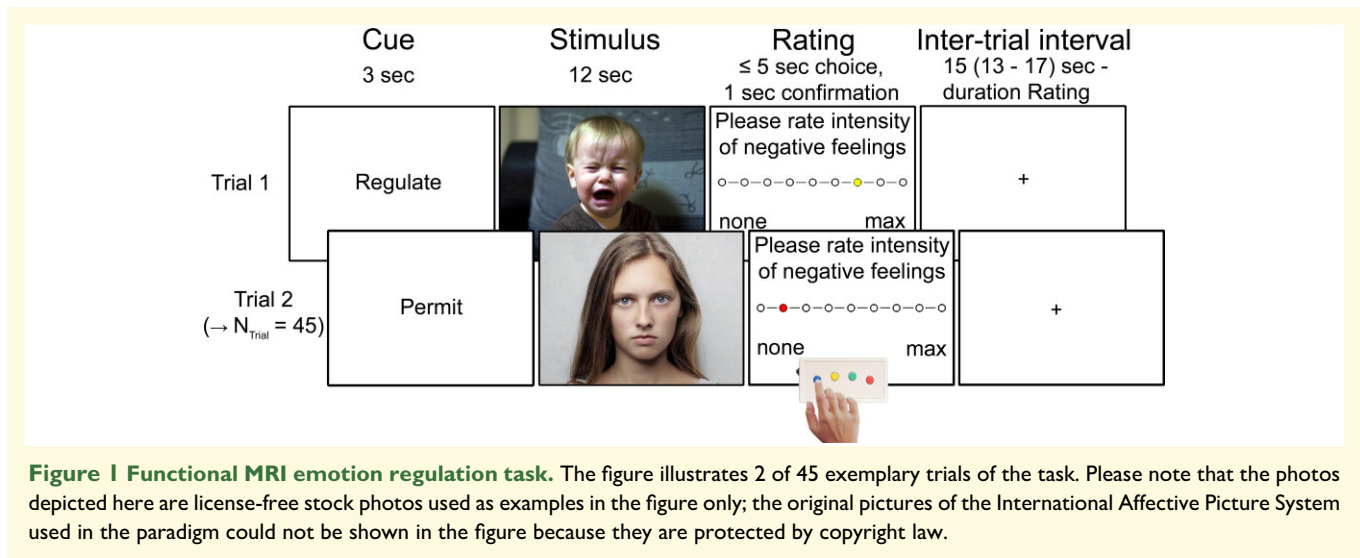 Cue
Stimulus
Rating
Inter-trial interval
3 sec
12 sec
≤ 5 sec choice,
1 sec confirmation
15 (13 - 17) sec -
duration Rating
Trial 1
Regulate
Please rate intensity
of negative feelings
none
max
+
Trial 2
(→ N_Trial = 45)
Permit
Please rate intensity
of negative feelings
none
max
+
Figure 1 Functional MRI emotion regulation task. The figure illustrates 2 of 45 exemplary trials of the task. Please note that the photos
depicted here are license-free stock photos used as examples in the figure only; the original pictures of the International Affective Picture System
used in the paradigm could not be shown in the figure because they are protected by copyright law.